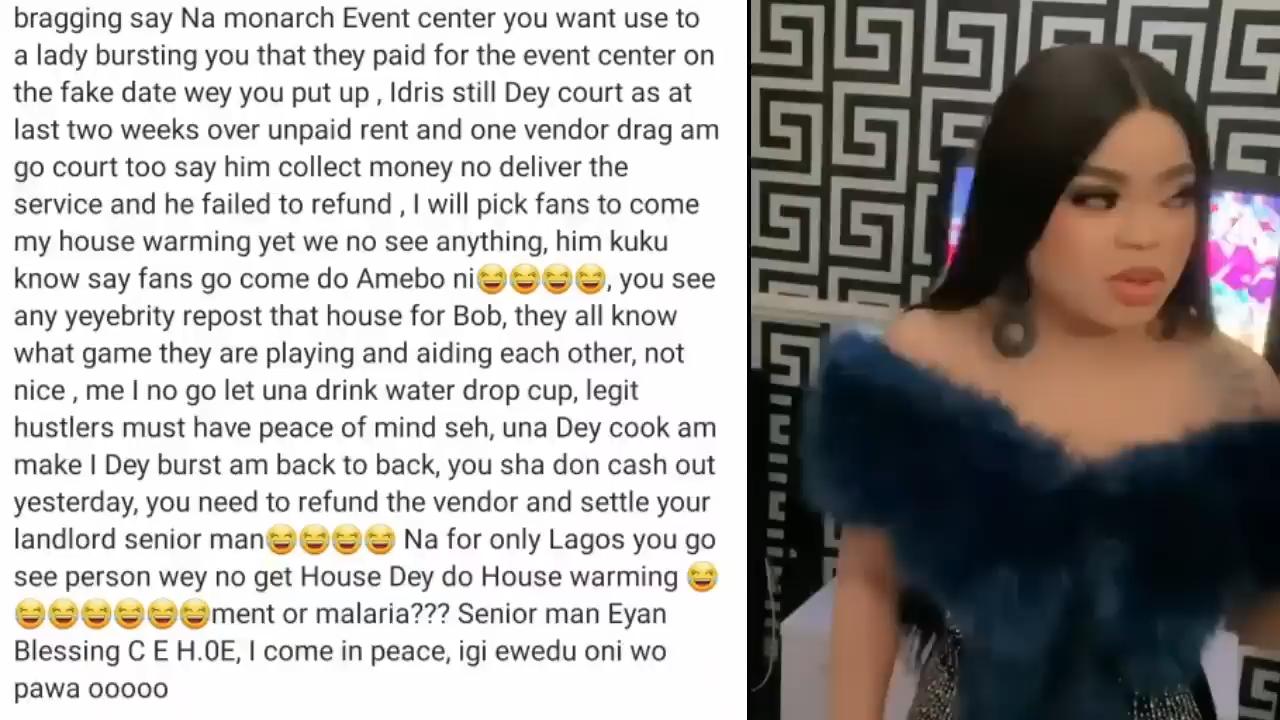 bragging say Na monarch Event center you want use to
a lady bursting you that they paid for the event center on
the fake date wey you put up , Idris still Dey court as at
last two weeks over unpaid rent and one vendor drag am
go court too say him collect money no deliver the
service and he failed to refund , I will pick fans to come
my house warming yet we no see anything, him kuku
know say fans go come do Amebo ni😂😂😂😂, you see
any yeyebrity repost that house for Bob, they all know
what game they are playing and aiding each other, not
nice , me I no go let una drink water drop cup, legit
hustlers must have peace of mind seh, una Dey cook am
make I Dey burst am back to back, you sha don cash out
yesterday, you need to refund the vendor and settle your
landlord senior man😂😂😂😂 Na for only Lagos you go
see person wey no get House Dey do House warming 😂
😂😂😂😂😂😂ment or malaria??? Senior man Eyan
Blessing C E H.0E, I come in peace, igi ewedu oni wo
pawa ooooo